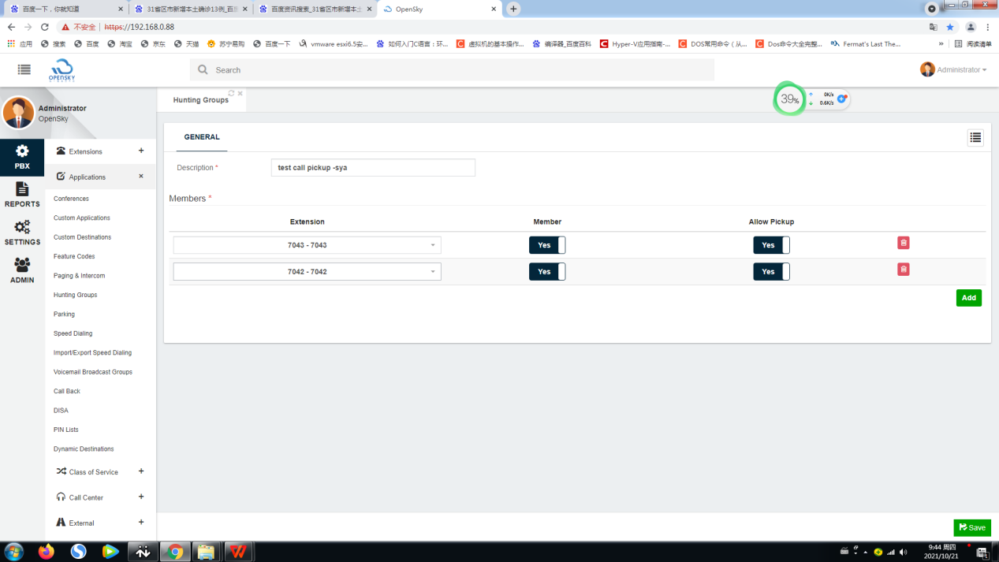 百度一下，你就知道
31省区市新增本土确诊13例_百度
百度资讯搜索_31省区市新增本土
OpenSky
不安全
https://192.168.0.88
应用
搜索
百度
淘宝
京东
天猫
苏宁易购
百度一下
vmware esxi6.5安...
如何入门C语言：环...
虚拟机的基本操作...
编译器_百度百科
Hyper-V应用指南-...
DOS常用命令（从...
Dos命令大全完整...
Fermat's Last The...
»
阅读清单
OPENSKY
Search
Administrator
Administrator
OpenSky
Hunting Groups
39%
0K/s
0.6K/s
PBX
REPORTS
SETTINGS
ADMIN
Extensions
Applications
Conferences
Custom Applications
Custom Destinations
Feature Codes
Paging & Intercom
Hunting Groups
Parking
Speed Dialing
Import/Export Speed Dialing
Voicemail Broadcast Groups
Call Back
DISA
PIN Lists
Dynamic Destinations
Class of Service
Call Center
External
GENERAL
Description *
test call pickup -sya
Members *
Extension Member Allow Pickup
7043 - 7043 Yes Yes
7042 - 7042 Yes Yes
Add
Save
9:44 周四
2021/10/21